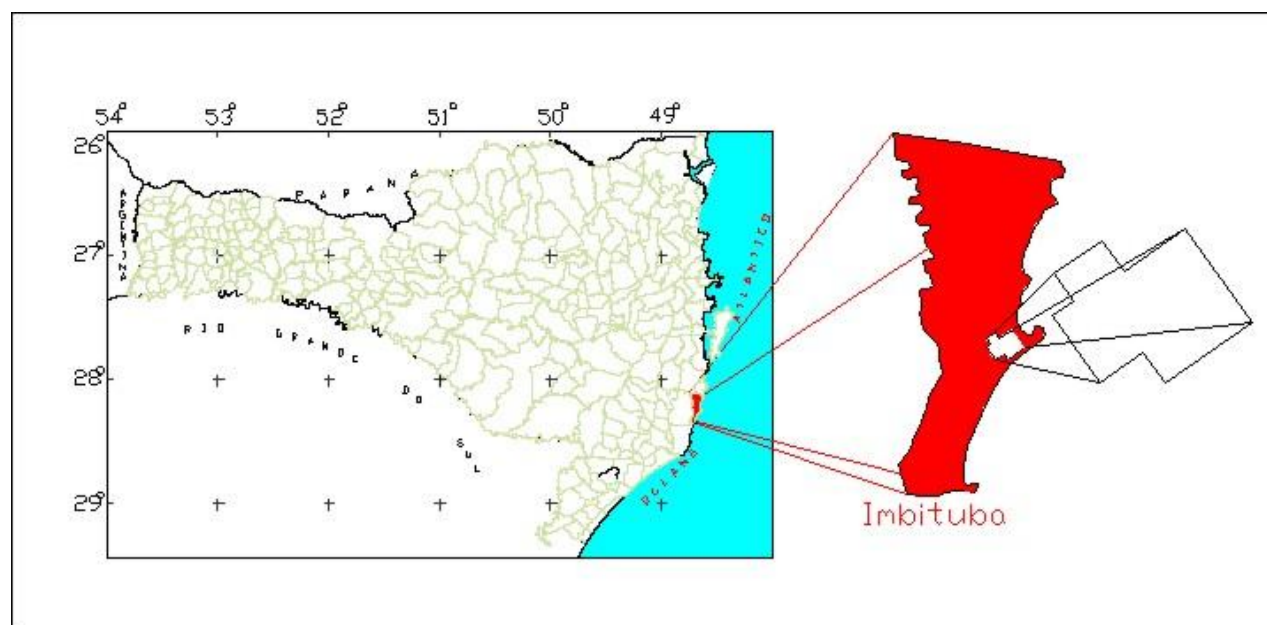 54° 53° 52° 51° 50° 49°
26°
PARANA
ARGENTINA
27°
ATLANTICO
RIO GRANDE DO SUL
28°
OCEANO
29°
Imbituba